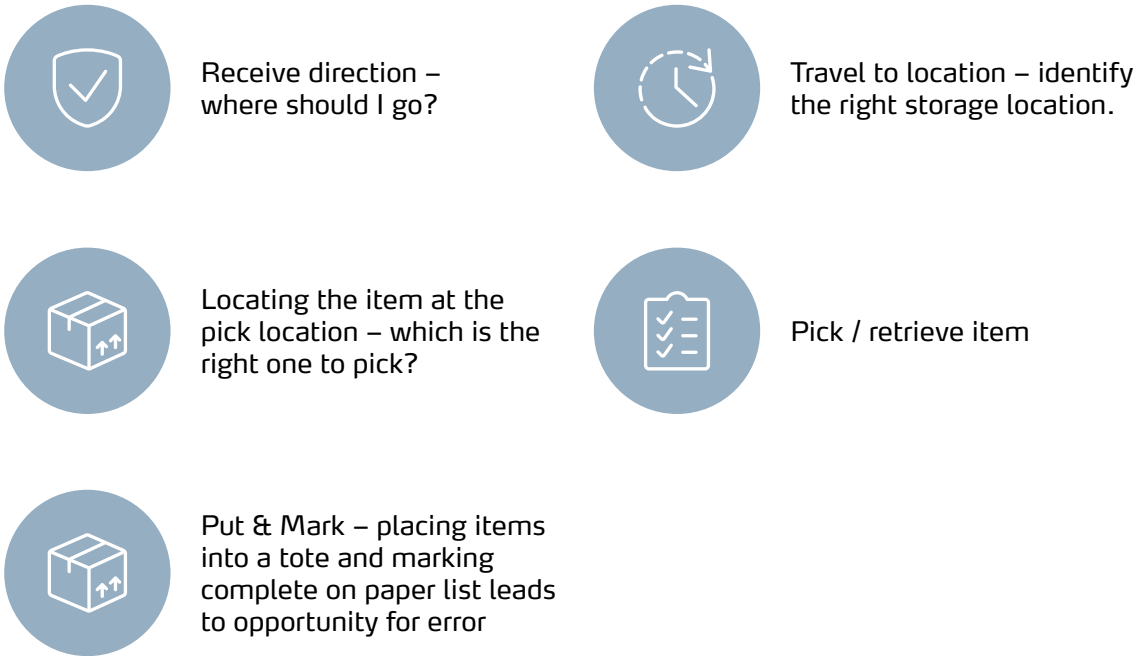 Receive direction –
where should I go?
Travel to location – identify
the right storage location.
Locating the item at the
pick location – which is the
right one to pick?
Pick / retrieve item
Put & Mark – placing items
into a tote and marking
complete on paper list leads
to opportunity for error